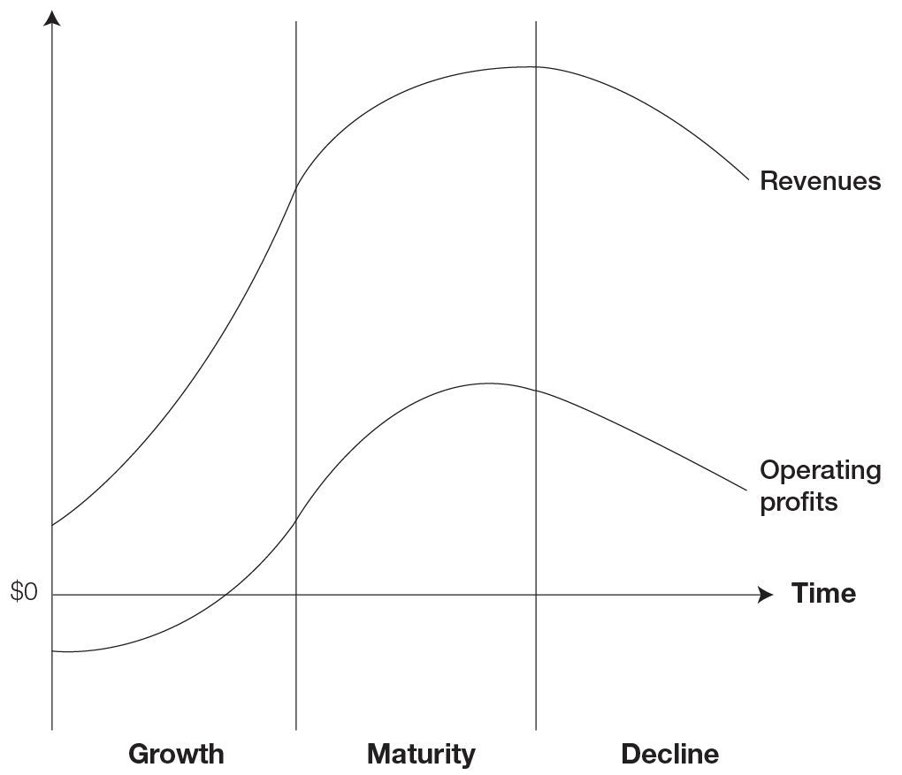 Revenues
Operating
profits
$0
Time
Growth
Maturity
Decline